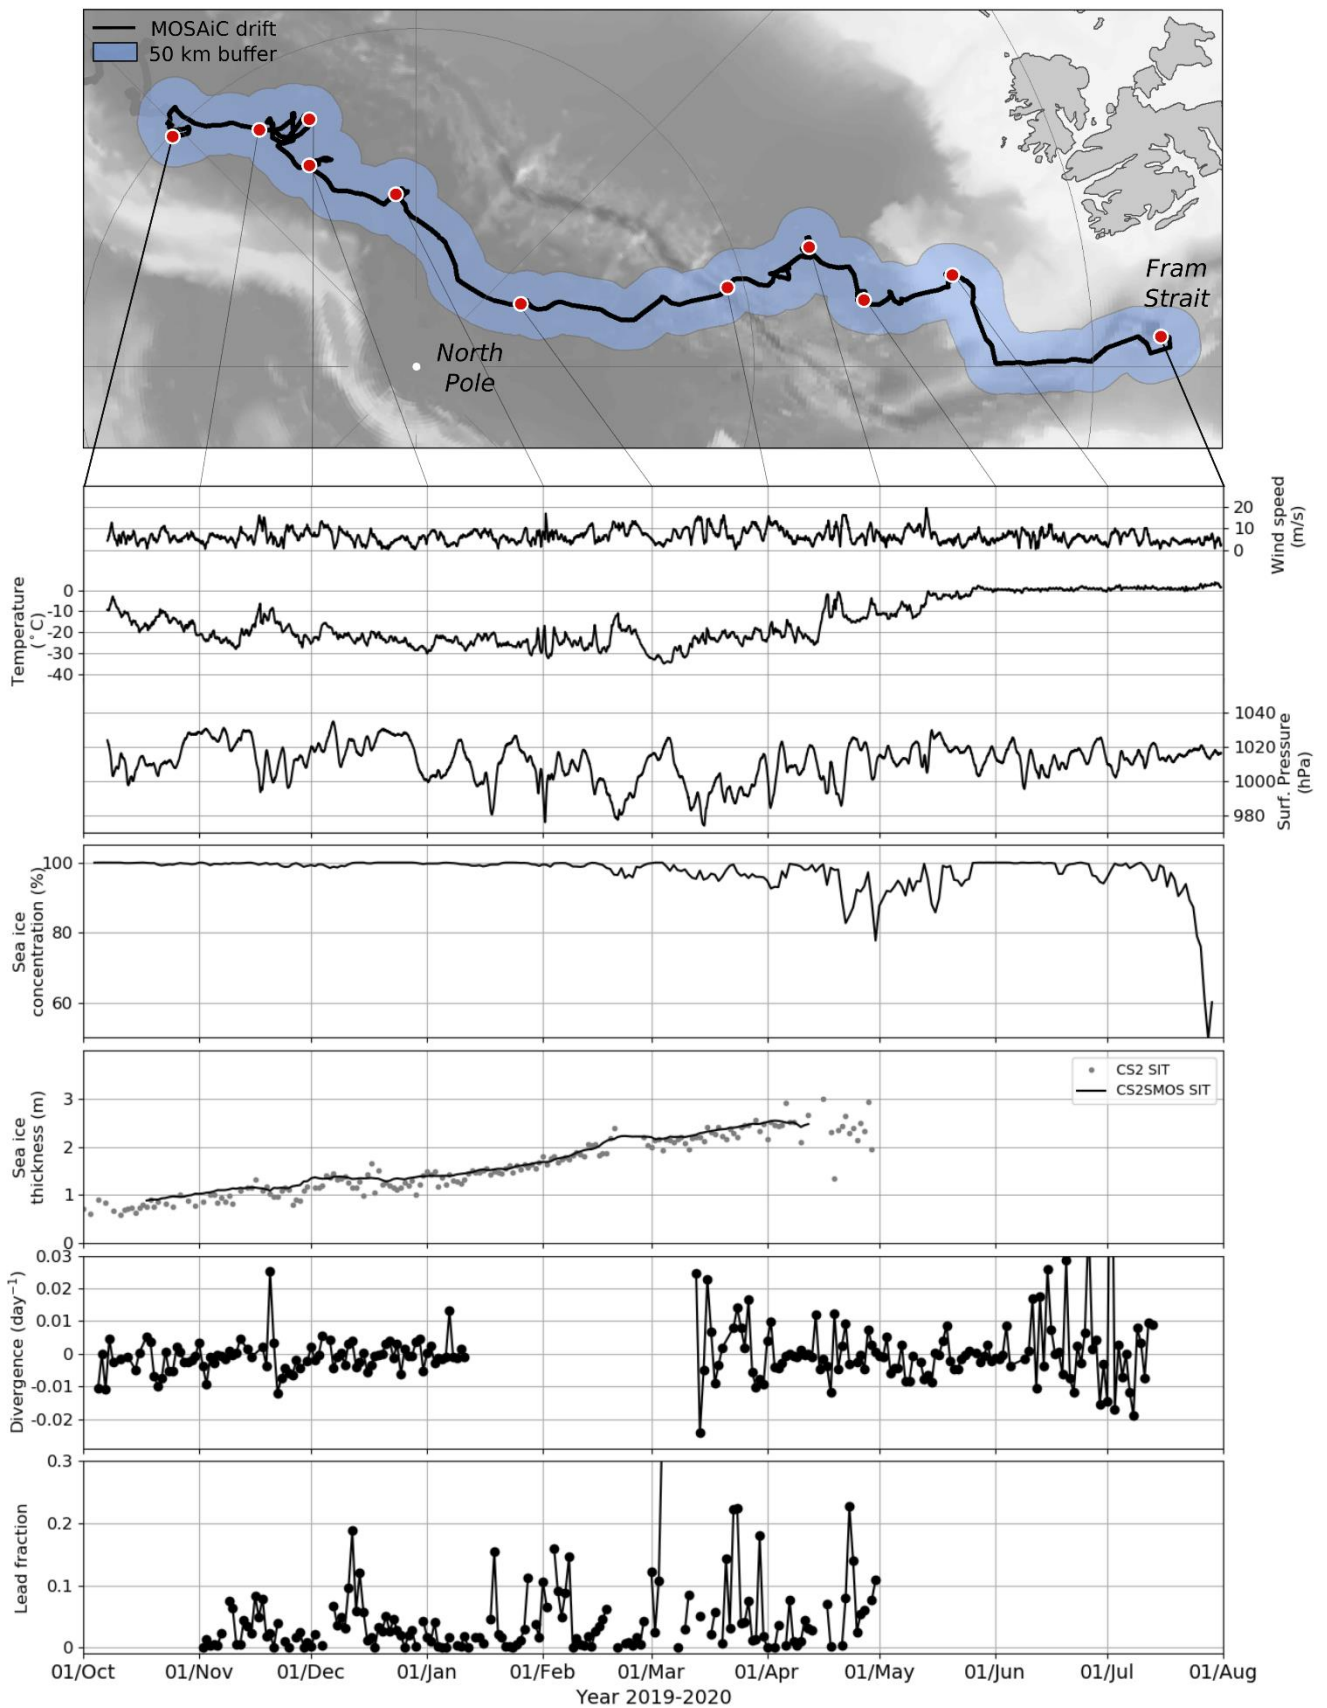 MOSAiC drift
50 km buffer
North
Pole
Fram
Strait
20
10
0
Wind speed
(m/s)
0
-10
-20
-30
-40
Temperature
(°C)
1040
1020
1000
980
Surf. Pressure
(hPa)
100
80
60
Sea ice
concentration (%)
CS2 SIT
CS2SMOS SIT
3
2
1
0
Sea ice
thickness (m)
0.03
0.02
0.01
0
-0.01
-0.02
Divergence (day⁻¹)
0.3
0.2
0.1
0
Lead fraction
01/Oct 01/Nov 01/Dec 01/Jan 01/Feb 01/Mar 01/Apr 01/May 01/Jun 01/Jul 01/Aug
Year 2019-2020